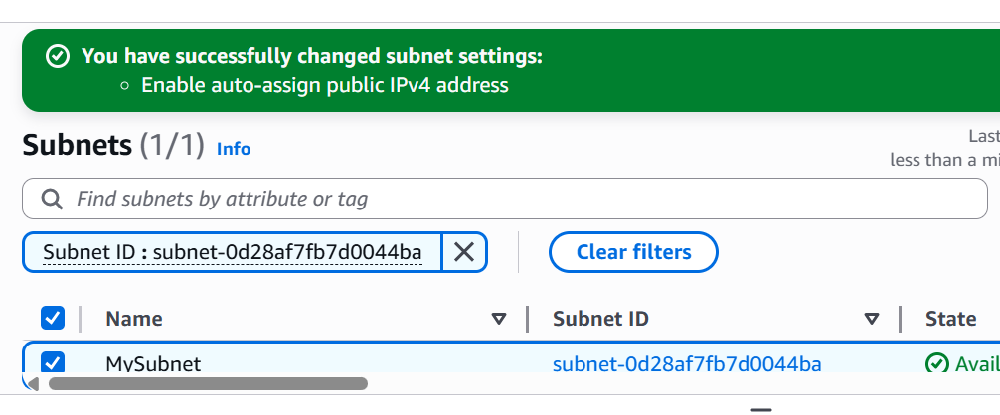 You have successfully changed subnet settings:
Enable auto-assign public IPv4 address
Subnets (1/1) Info
Last
less than a mi
Find subnets by attribute or tag
Subnet ID : subnet-0d28af7fb7d0044ba
Clear filters
Name Subnet ID State
MySubnet subnet-0d28af7fb7d0044ba Avail